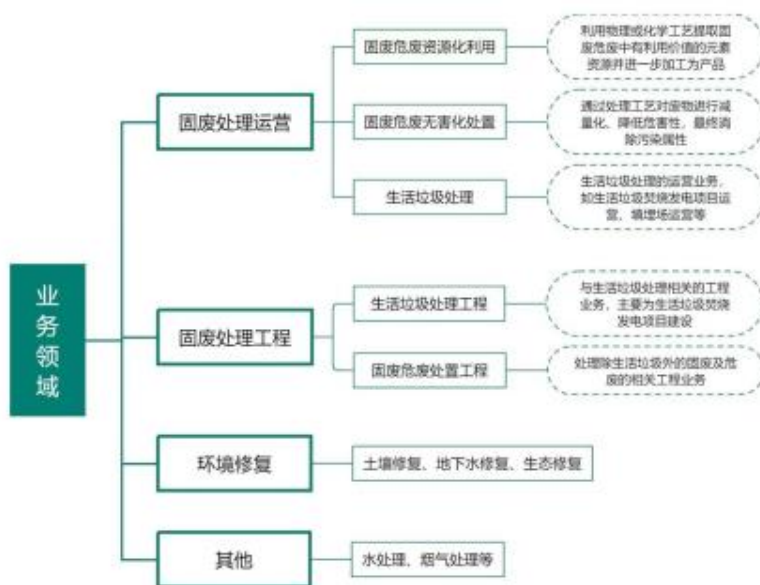 业务领域
固废处理运营
固废危废资源化利用
利用物理或化学工艺提取固
废危废中有利用价值的元素
资源并进一步加工为产品
固废危废无害化处置
通过处理工艺对废物进行减
量化、降低危害性，最终消
除污染属性
生活垃圾处理
生活垃圾处理的运营业务，
如生活垃圾焚烧发电项目运
营、填埋场运营等
固废处理工程
生活垃圾处理工程
与生活垃圾处理相关的工程
业务，主要为生活垃圾焚烧
发电项目建设
固废危废处置工程
处理除生活垃圾外的固废及危
废的相关工程业务
环境修复
土壤修复、地下水修复、生态修复
其他
水处理、烟气处理等